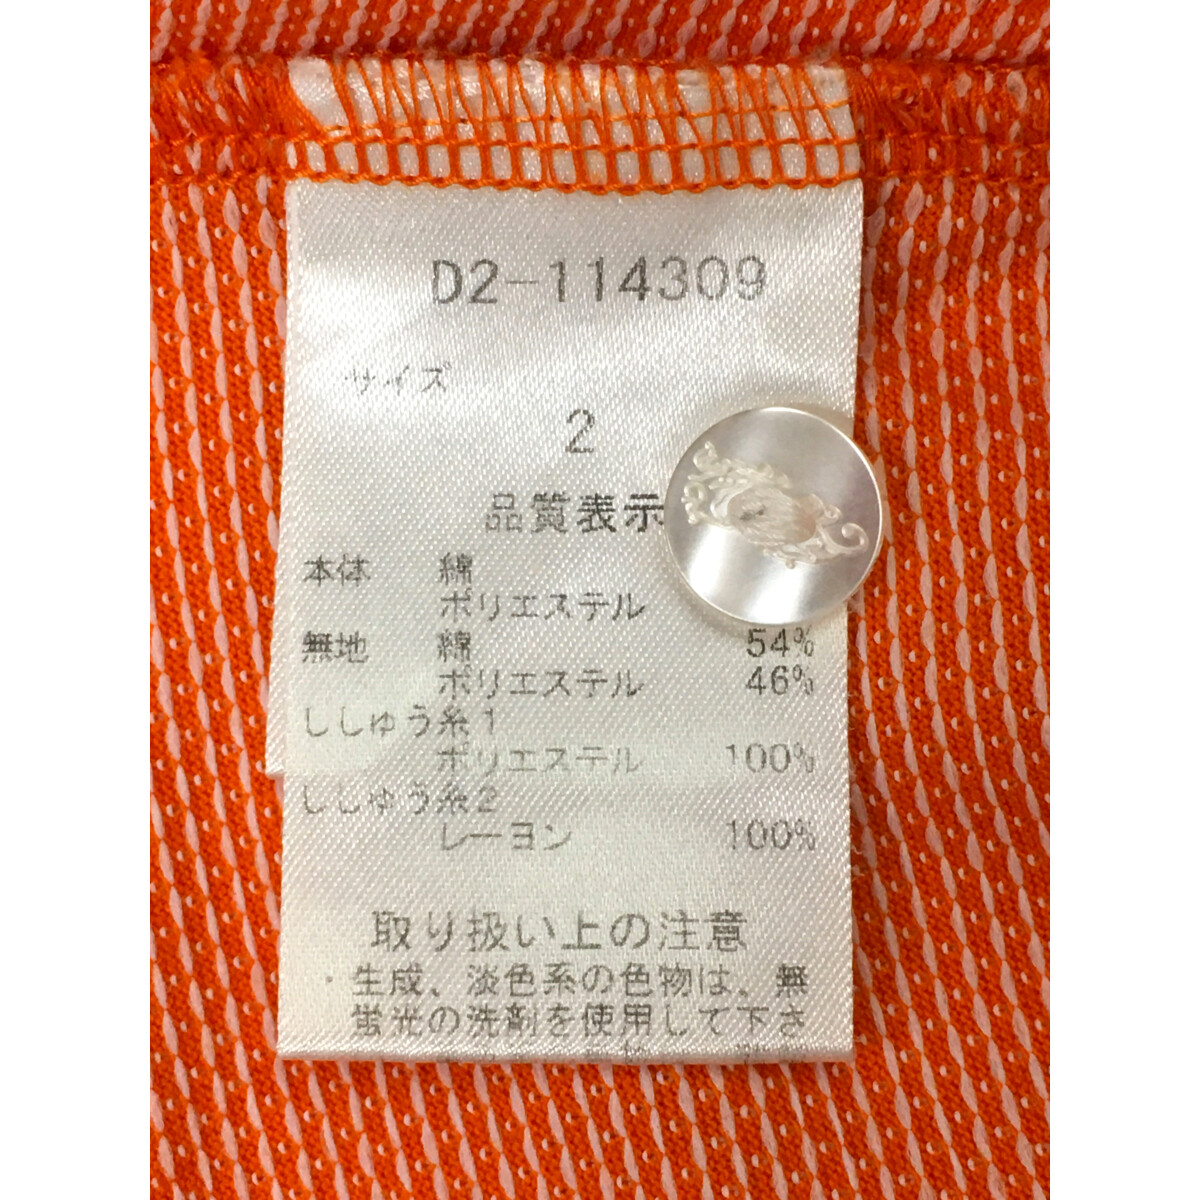 D2-114309
サイズ
2
品質表示
本体 綿
ポリエステル
無地 綿 54%
ポリエステル 46%
ししゅう糸1
ポリエステル 100%
ししゅう糸2
レーヨン 100%
取り扱い上の注意
・生成、淡色系の色物は、無
蛍光の洗剤を使用して下さ